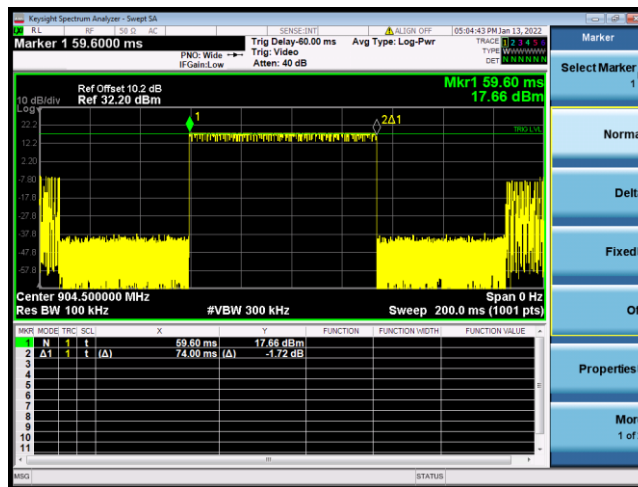 Keysight Spectrum Analyzer - Swept SA
RL RF 50 Ω AC SENSE:INT ALIGN OFF 05:04:43 PM Jan 13, 2022
Marker 1 59.6000 ms
PNO: Wide
IFGain:Low
Trig Delay-60.00 ms
Trig: Video
Atten: 40 dB
Avg Type: Log-Pwr
TRACE 1 2 3 4 5 6
TYPE WWWWWW
DET N N N N N N
Ref Offset 10.2 dB
10 dB/div Ref 32.20 dBm
Log
Mkr1 59.60 ms
17.66 dBm
1
2Δ1
TRIG LVL
22.2
12.2
2.20
-7.80
-17.8
-27.8
-37.8
-47.8
-57.8
Center 904.500000 MHz Span 0 Hz
Res BW 100 kHz #VBW 300 kHz Sweep 200.0 ms (1001 pts)
MKR MODE TRC SCL X Y FUNCTION FUNCTION WIDTH FUNCTION VALUE
1 N 1 t 59.60 ms 17.66 dBm
2 Δ1 1 t (Δ) 74.00 ms (Δ) -1.72 dB
3
4
5
6
7
8
9
10
11
MSG STATUS
Marker
Select Marker
1
Norma
Delt
Fixed
Of
Properties
Mor
1 of